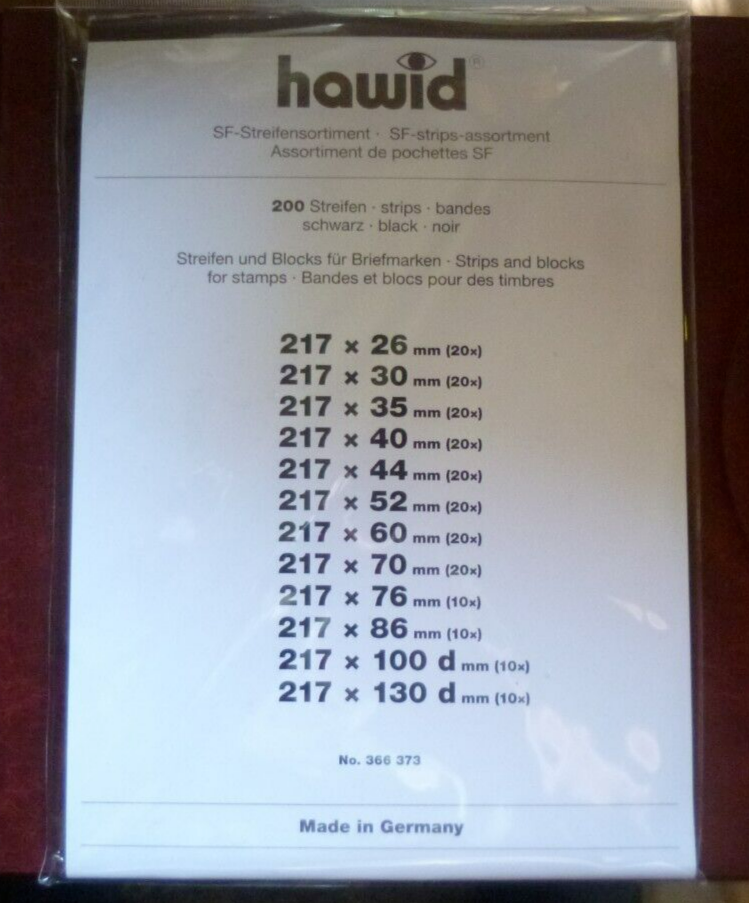 hawid®
SF-Streifensortiment · SF-strips-assortment
Assortiment de pochettes SF
200 Streifen · strips · bandes
schwarz · black · noir
Streifen und Blocks für Briefmarken · Strips and blocks
for stamps · Bandes et blocs pour des timbres
217 × 26 mm (20×)
217 × 30 mm (20×)
217 × 35 mm (20×)
217 × 40 mm (20×)
217 × 44 mm (20×)
217 × 52 mm (20×)
217 × 60 mm (20×)
217 × 70 mm (20×)
217 × 76 mm (10×)
217 × 86 mm (10×)
217 × 100 d mm (10×)
217 × 130 d mm (10×)
No. 366 373
Made in Germany